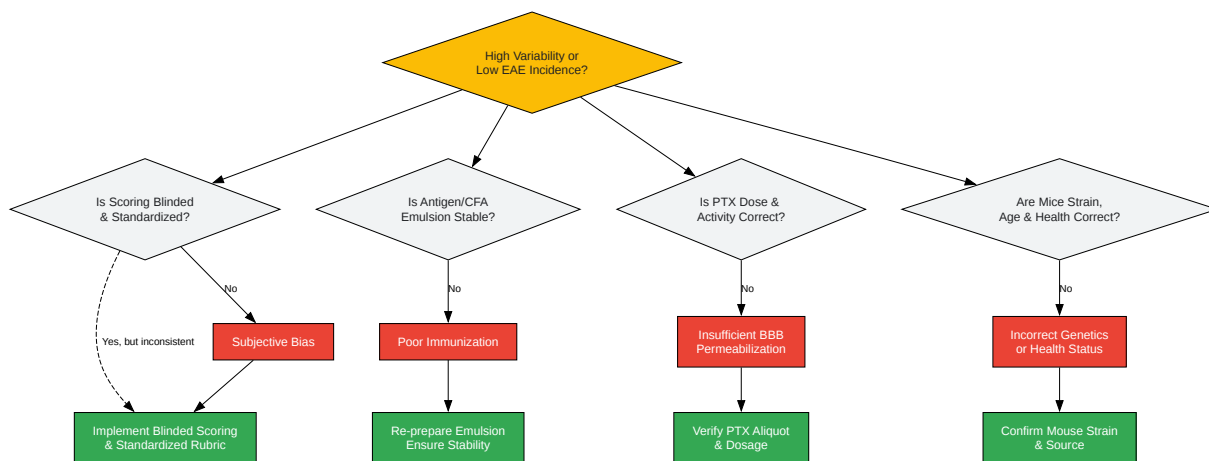 High Variability or
Low EAE Incidence?
Is Scoring Blinded
& Standardized?
Is Antigen/CFA
Emulsion Stable?
Is PTX Dose &
Activity Correct?
Are Mice Strain,
Age & Health Correct?
No
No
No
No
Yes, but inconsistent
Subjective Bias
Poor Immunization
Insufficient BBB
Permeabilization
Incorrect Genetics
or Health Status
Implement Blinded Scoring
& Standardized Rubric
Re-prepare Emulsion
Ensure Stability
Verify PTX Aliquot
& Dosage
Confirm Mouse Strain
& Source